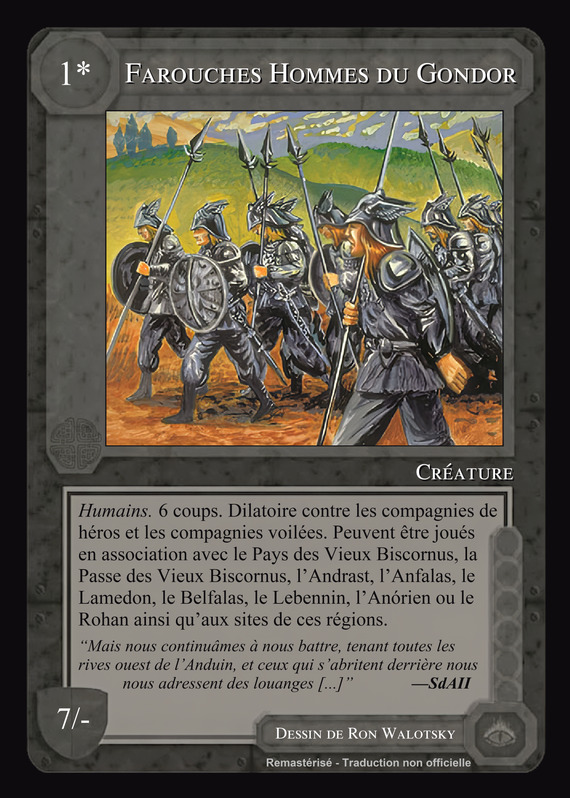 1*
Farouches Hommes du Gondor
Créature
Humains. 6 coups. Dilatoire contre les compagnies de
héros et les compagnies voilées. Peuvent être joués
en association avec le Pays des Vieux Biscornus, la
Passe des Vieux Biscornus, l’Andrast, l’Anfalas, le
Lamedon, le Belfalas, le Lebennin, l’Anórien ou le
Rohan ainsi qu’aux sites de ces régions.
“Mais nous continuâmes à nous battre, tenant toutes les
rives ouest de l’Anduin, et ceux qui s’abritent derrière nous
nous adressent des louanges [...]” —SdAII
7/-
Dessin de Ron Walotsky
Remastérisé - Traduction non officielle